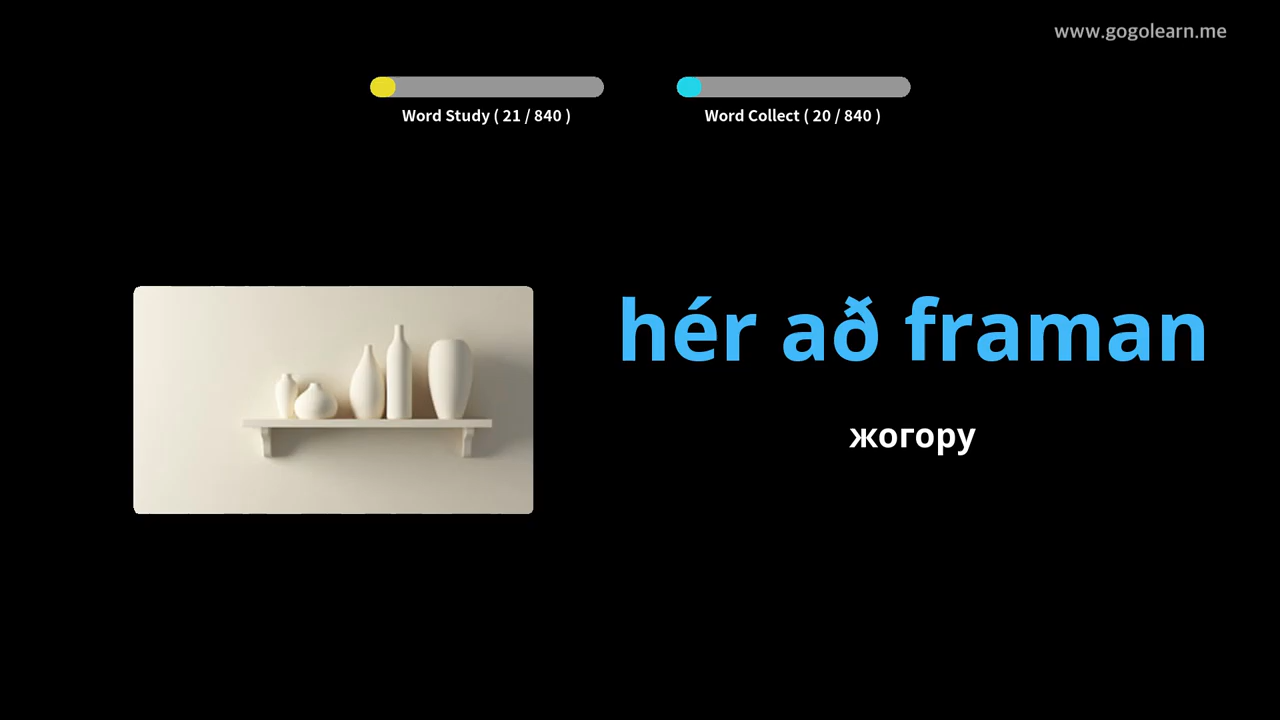 www.gogolearn.me
Word Study ( 21 / 840 )
Word Collect ( 20 / 840 )
hér að framan
жогору